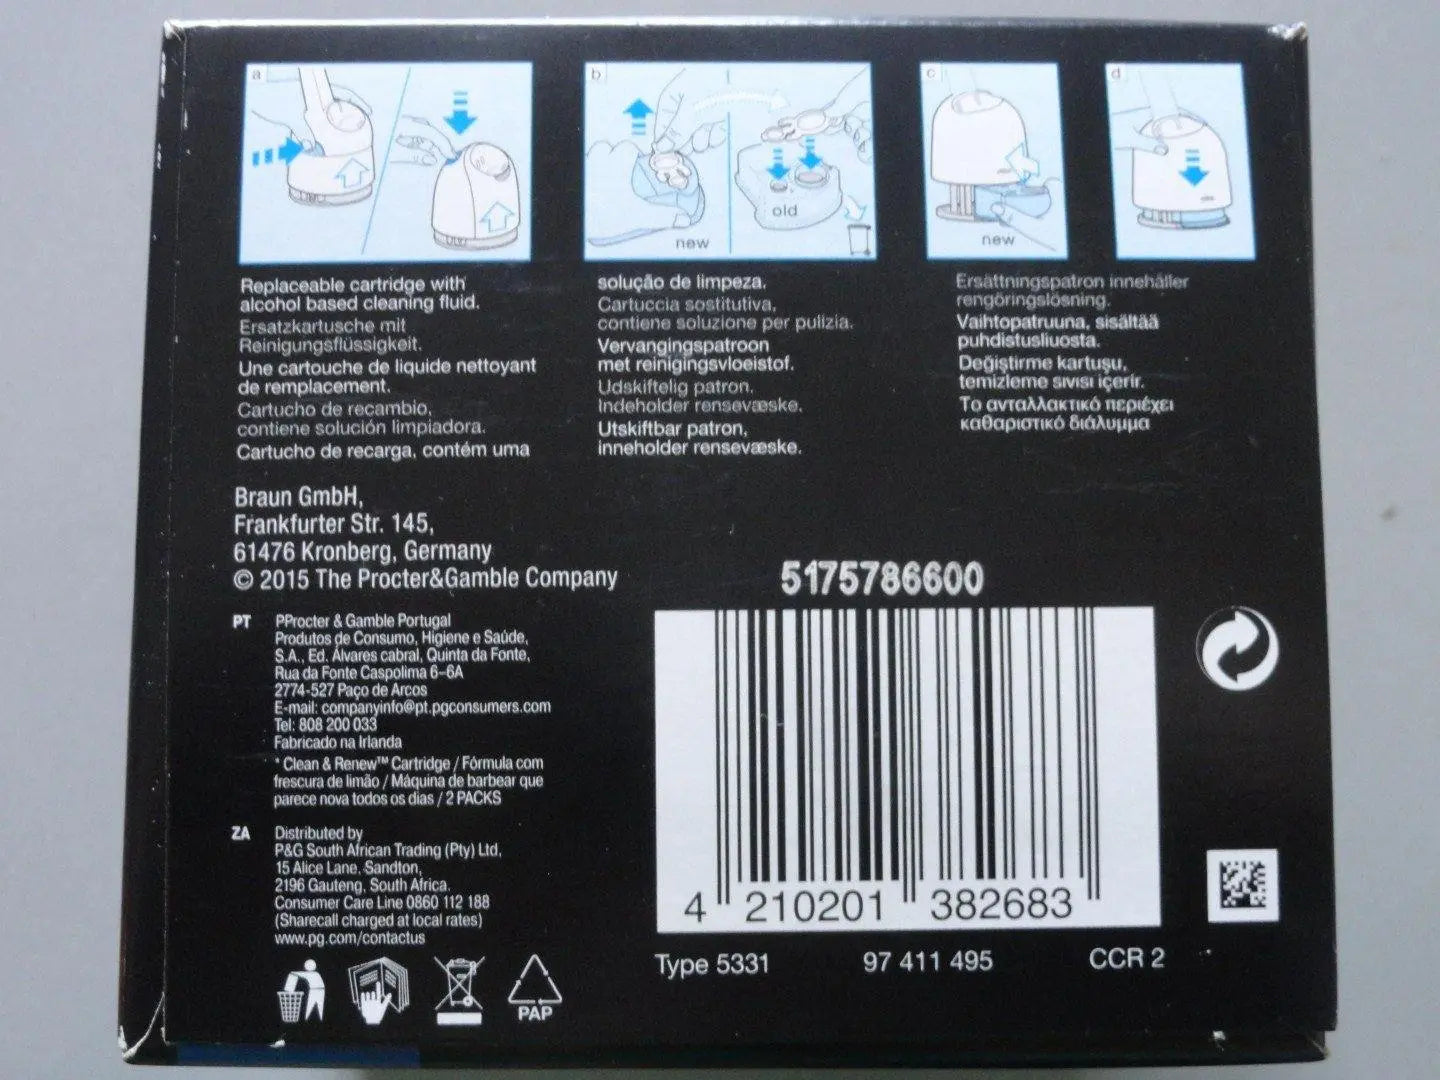 a
b
c
d
old
new
new
Replaceable cartridge with
alcohol based cleaning fluid.
Ersatzkartusche mit
Reinigungsflüssigkeit.
Une cartouche de liquide nettoyant
de remplacement.
Cartucho de recambio,
contiene solución limpiadora.
Cartucho de recarga, contém uma
solução de limpeza.
Cartuccia sostitutiva,
contiene soluzione per pulizia.
Vervangingspatroon
met reinigingsvloeistof.
Udskiftelig patron.
Indeholder rensevæske.
Utskiftbar patron,
inneholder rensevæske.
Ersättningspatron innehåller
rengöringslösning.
Vaihtopatruuna, sisältää
puhdistusliuosta.
Değiştirme kartuşu,
temizleme sıvısı içerir.
Το ανταλλακτικό περιέχει
καθαριστικό διάλυμμα
Braun GmbH,
Frankfurter Str. 145,
61476 Kronberg, Germany
© 2015 The Procter&Gamble Company
PT PProcter & Gamble Portugal
Produtos de Consumo, Higiene e Saúde,
S.A., Ed. Álvares cabral, Quinta da Fonte,
Rua da Fonte Caspolima 6–6A
2774-527 Paço de Arcos
E-mail: companyinfo@pt.pgconsumers.com
Tel: 808 200 033
Fabricado na Irlanda
* Clean & Renew™ Cartridge / Fórmula com
frescura de limão / Máquina de barbear que
parece nova todos os dias / 2 PACKS
ZA Distributed by
P&G South African Trading (Pty) Ltd,
15 Alice Lane, Sandton,
2196 Gauteng, South Africa.
Consumer Care Line 0860 112 188
(Sharecall charged at local rates)
www.pg.com/contactus
PAP
5175786600
4 210201 382683
Type 5331 97 411 495 CCR 2